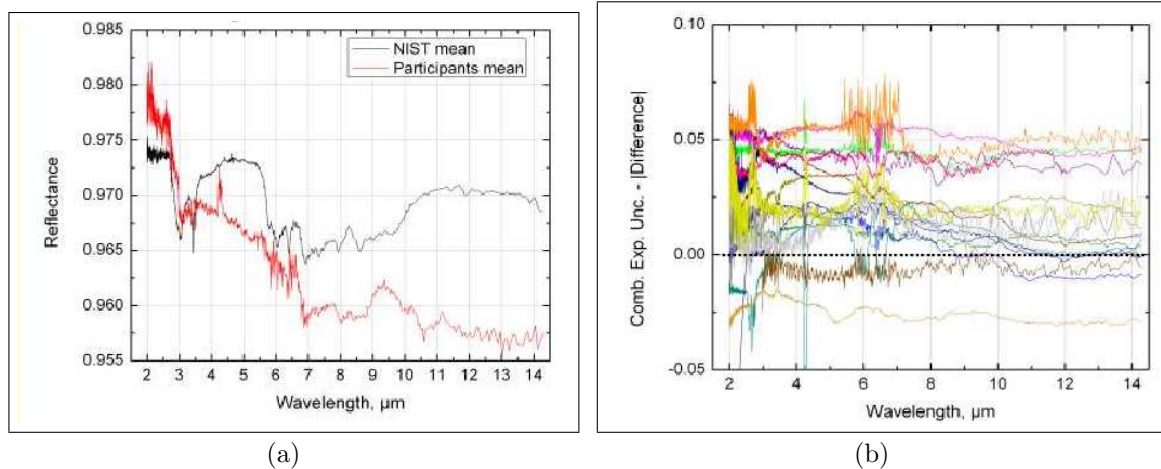 0.985
0.980
0.975
0.970
0.965
0.960
0.955
Reflectance
NIST mean
Participants mean
2 3 4 5 6 7 8 9 10 11 12 13 14
Wavelength, µm
(a)
0.10
0.05
0.00
-0.05
Comb. Exp. Unc. - |Difference|
2 4 6 8 10 12 14
Wavelength, µm
(b)